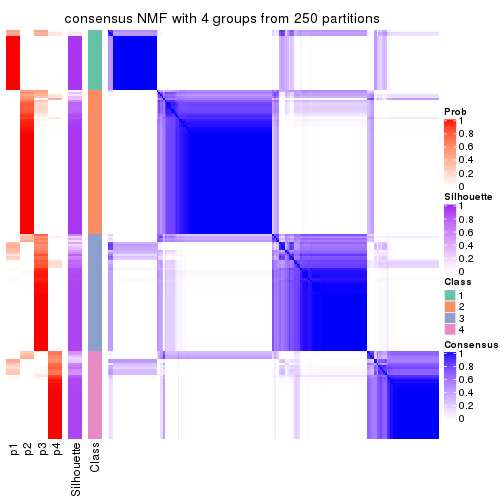 consensus NMF with 4 groups from 250 partitions
Prob
1
0.8
0.6
0.4
0.2
0
Silhouette
1
0.8
0.6
0.4
0.2
0
Class
1
2
3
4
Consensus
1
0.8
0.6
0.4
0.2
0
p1
p2
p3
p4
Silhouette
Class